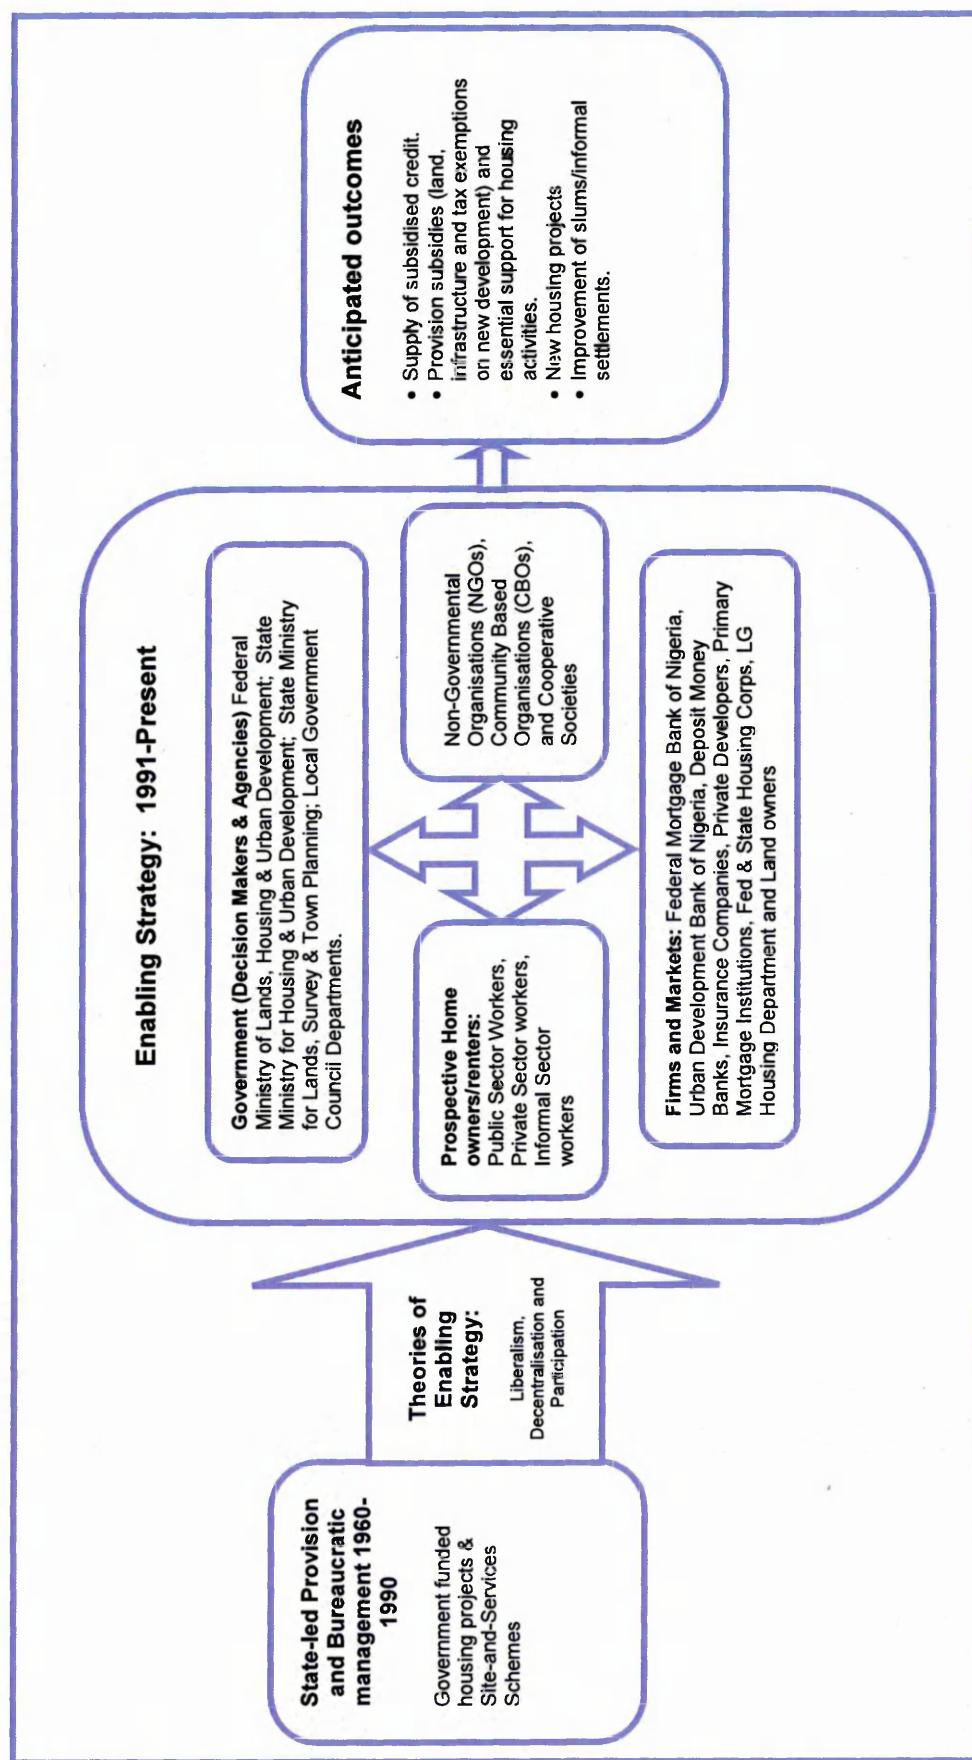 State-led Provision
and Bureaucratic
management 1960-
1990
Government funded
housing projects &
Site-and-Services
Schemes
Theories of
Enabling
Strategy:
Liberalism,
Decentralisation and
Participation
Enabling Strategy: 1991-Present
Government (Decision Makers & Agencies) Federal
Ministry of Lands, Housing & Urban Development; State
Ministry for Housing & Urban Development; State Ministry
for Lands, Survey & Town Planning; Local Government
Council Departments.
Prospective Home
owners/renters:
Public Sector Workers,
Private Sector workers,
Informal Sector
workers
Non-Governmental
Organisations (NGOs),
Community Based
Organisations (CBOs),
and Cooperative
Societies
Firms and Markets: Federal Mortgage Bank of Nigeria,
Urban Development Bank of Nigeria, Deposit Money
Banks, Insurance Companies, Private Developers, Primary
Mortgage Institutions, Fed & State Housing Corps, LG
Housing Department and Land owners
Anticipated outcomes
• Supply of subsidised credit.
• Provision subsidies (land,
infrastructure and tax exemptions
on new development) and
essential support for housing
activities.
• New housing projects
• Improvement of slums/informal
settlements.